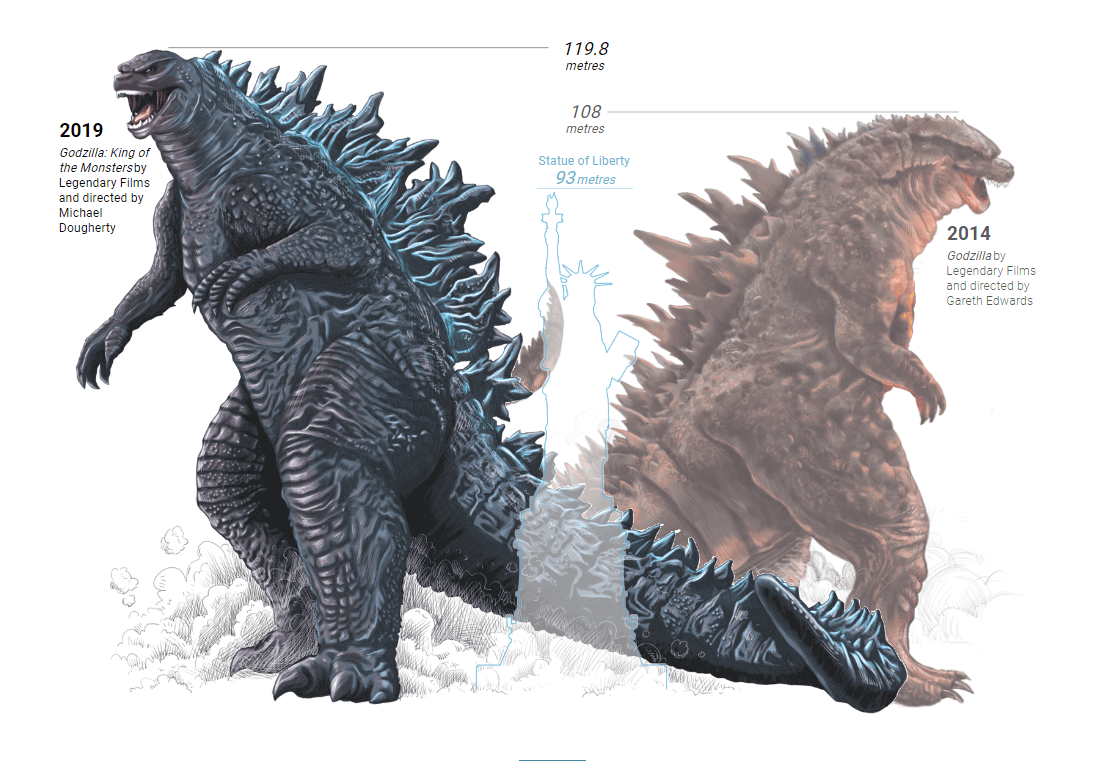 119.8
metres
108
metres
Statue of Liberty
93 metres
2019
Godzilla: King of
the Monsters by
Legendary Films
and directed by
Michael
Dougherty
2014
Godzilla by
Legendary Films
and directed by
Gareth Edwards